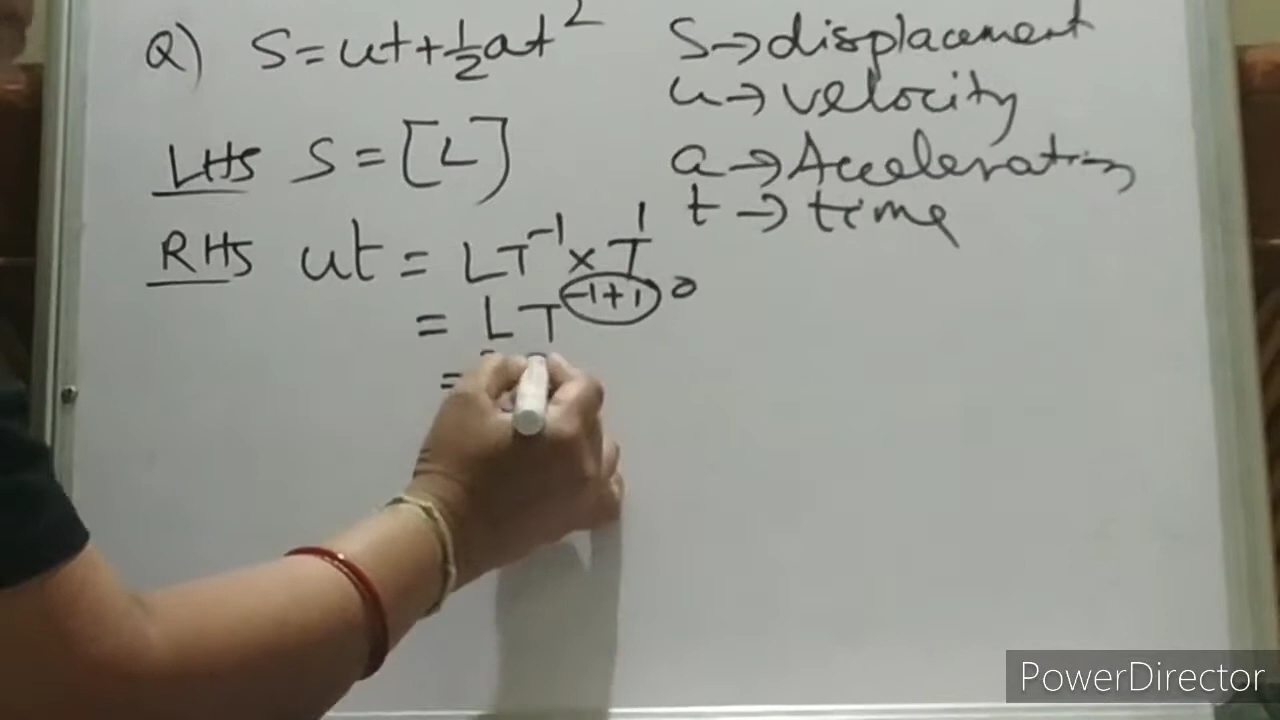 Q) S=ut+½at² S→displacement
u→velocity
LHS S=[L] a→Acceleration
t→time
RHS ut = LT⁻¹×T¹
= LT⁻¹⁺¹ 0
=
=
PowerDirector